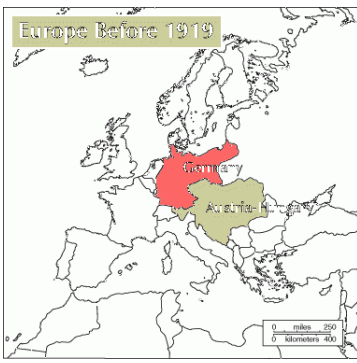 Europe Before 1919
Germany
Austria-Hungary
0 miles 250
0 kilometers 400